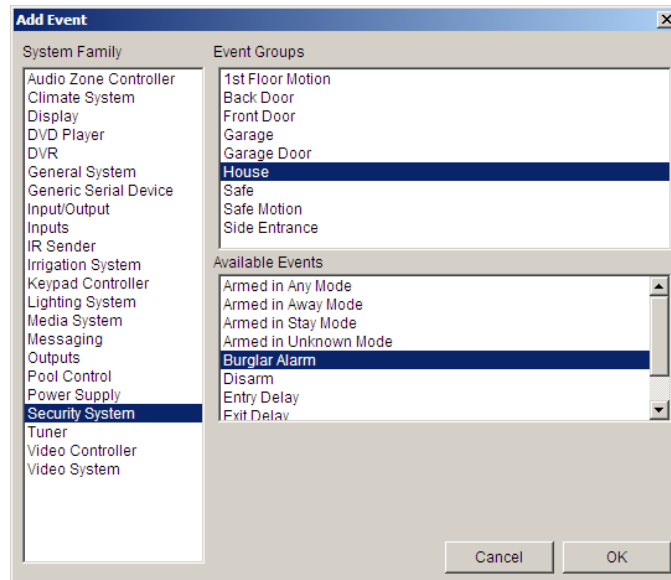 Add Event
System Family
Audio Zone Controller
Climate System
Display
DVD Player
DVR
General System
Generic Serial Device
Input/Output
Inputs
IR Sender
Irrigation System
Keypad Controller
Lighting System
Media System
Messaging
Outputs
Pool Control
Power Supply
Security System
Tuner
Video Controller
Video System
Event Groups
1st Floor Motion
Back Door
Front Door
Garage
Garage Door
House
Safe
Safe Motion
Side Entrance
Available Events
Armed in Any Mode
Armed in Away Mode
Armed in Stay Mode
Armed in Unknown Mode
Burglar Alarm
Disarm
Entry Delay
Exit Delay
Cancel
OK